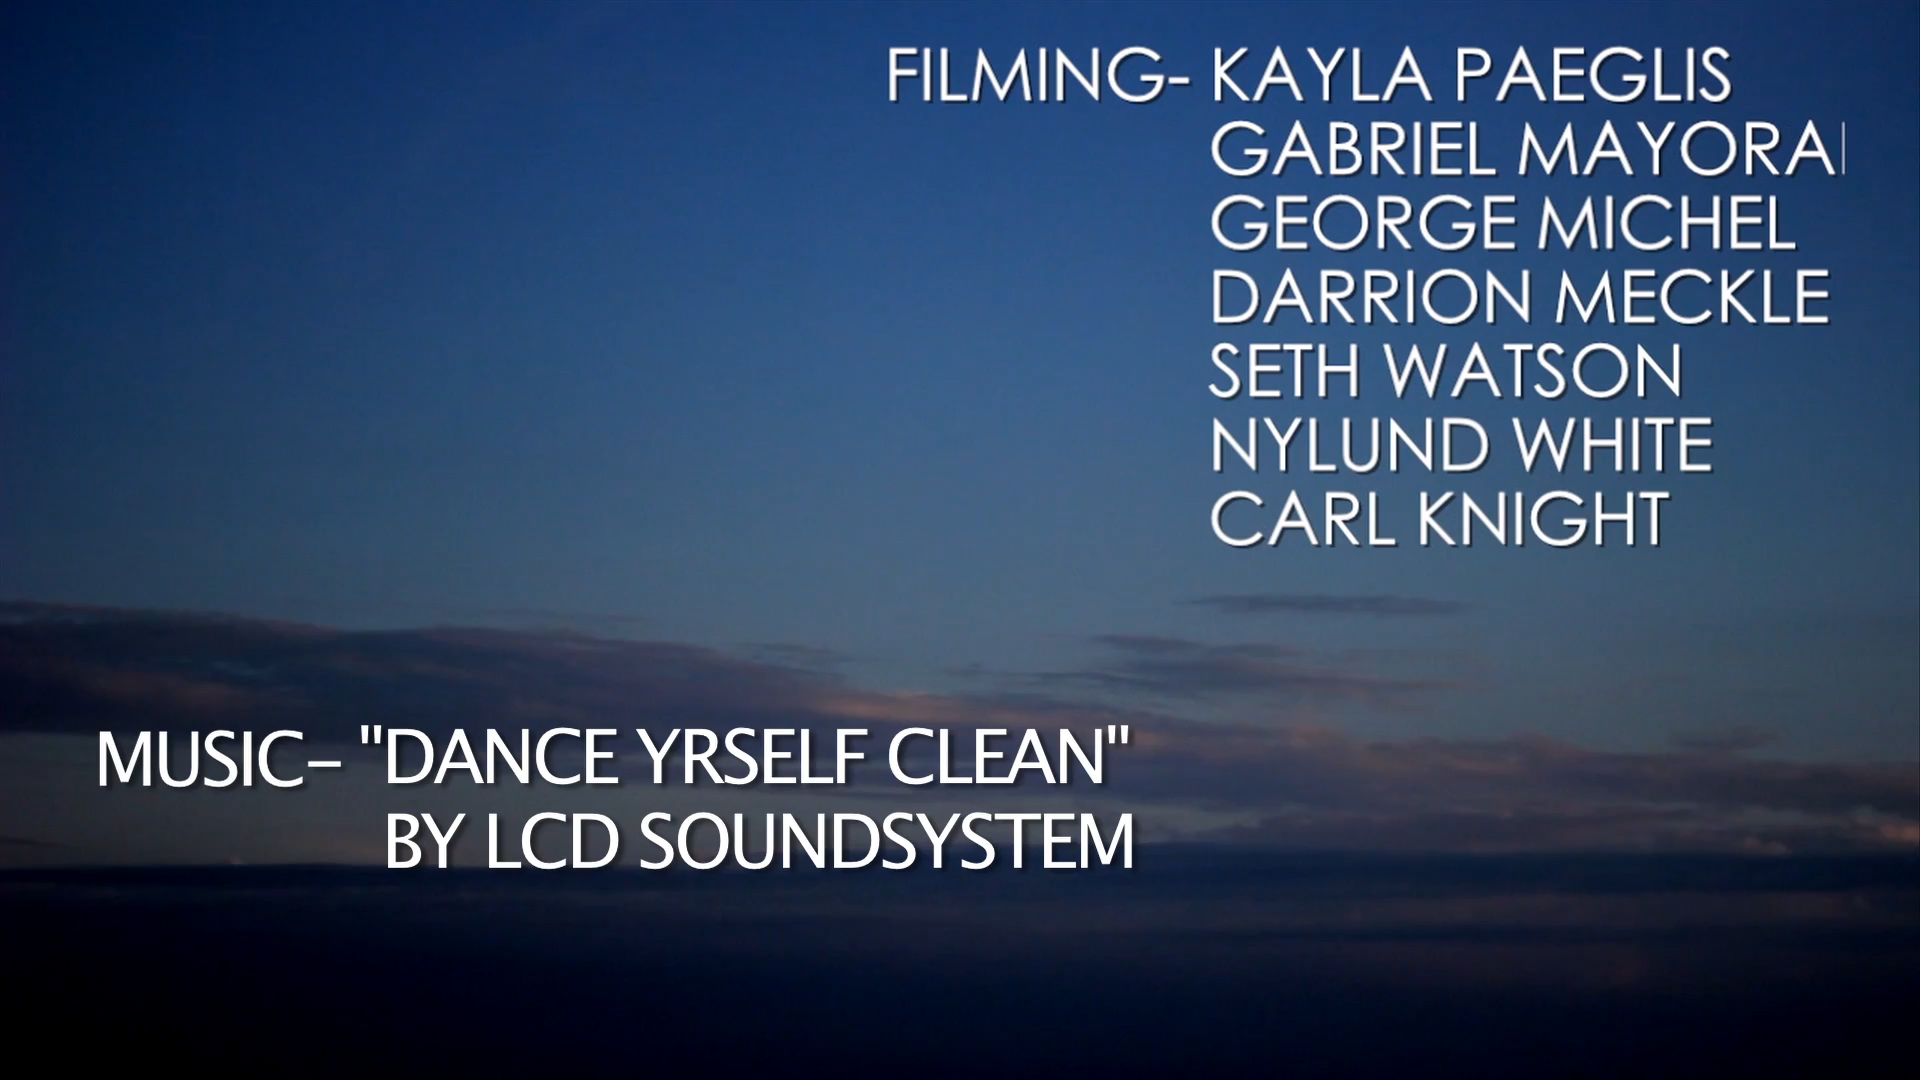 FILMING- KAYLA PAEGLIS
GABRIEL
GEORGE MICHEL
DARRION MECKLE
SETH WATSON
NYLUND WHITE
CARL KNIGHT
MUSIC- "DANCE YRSELF CLEAN"
BY LCD SOUNDSYSTEM